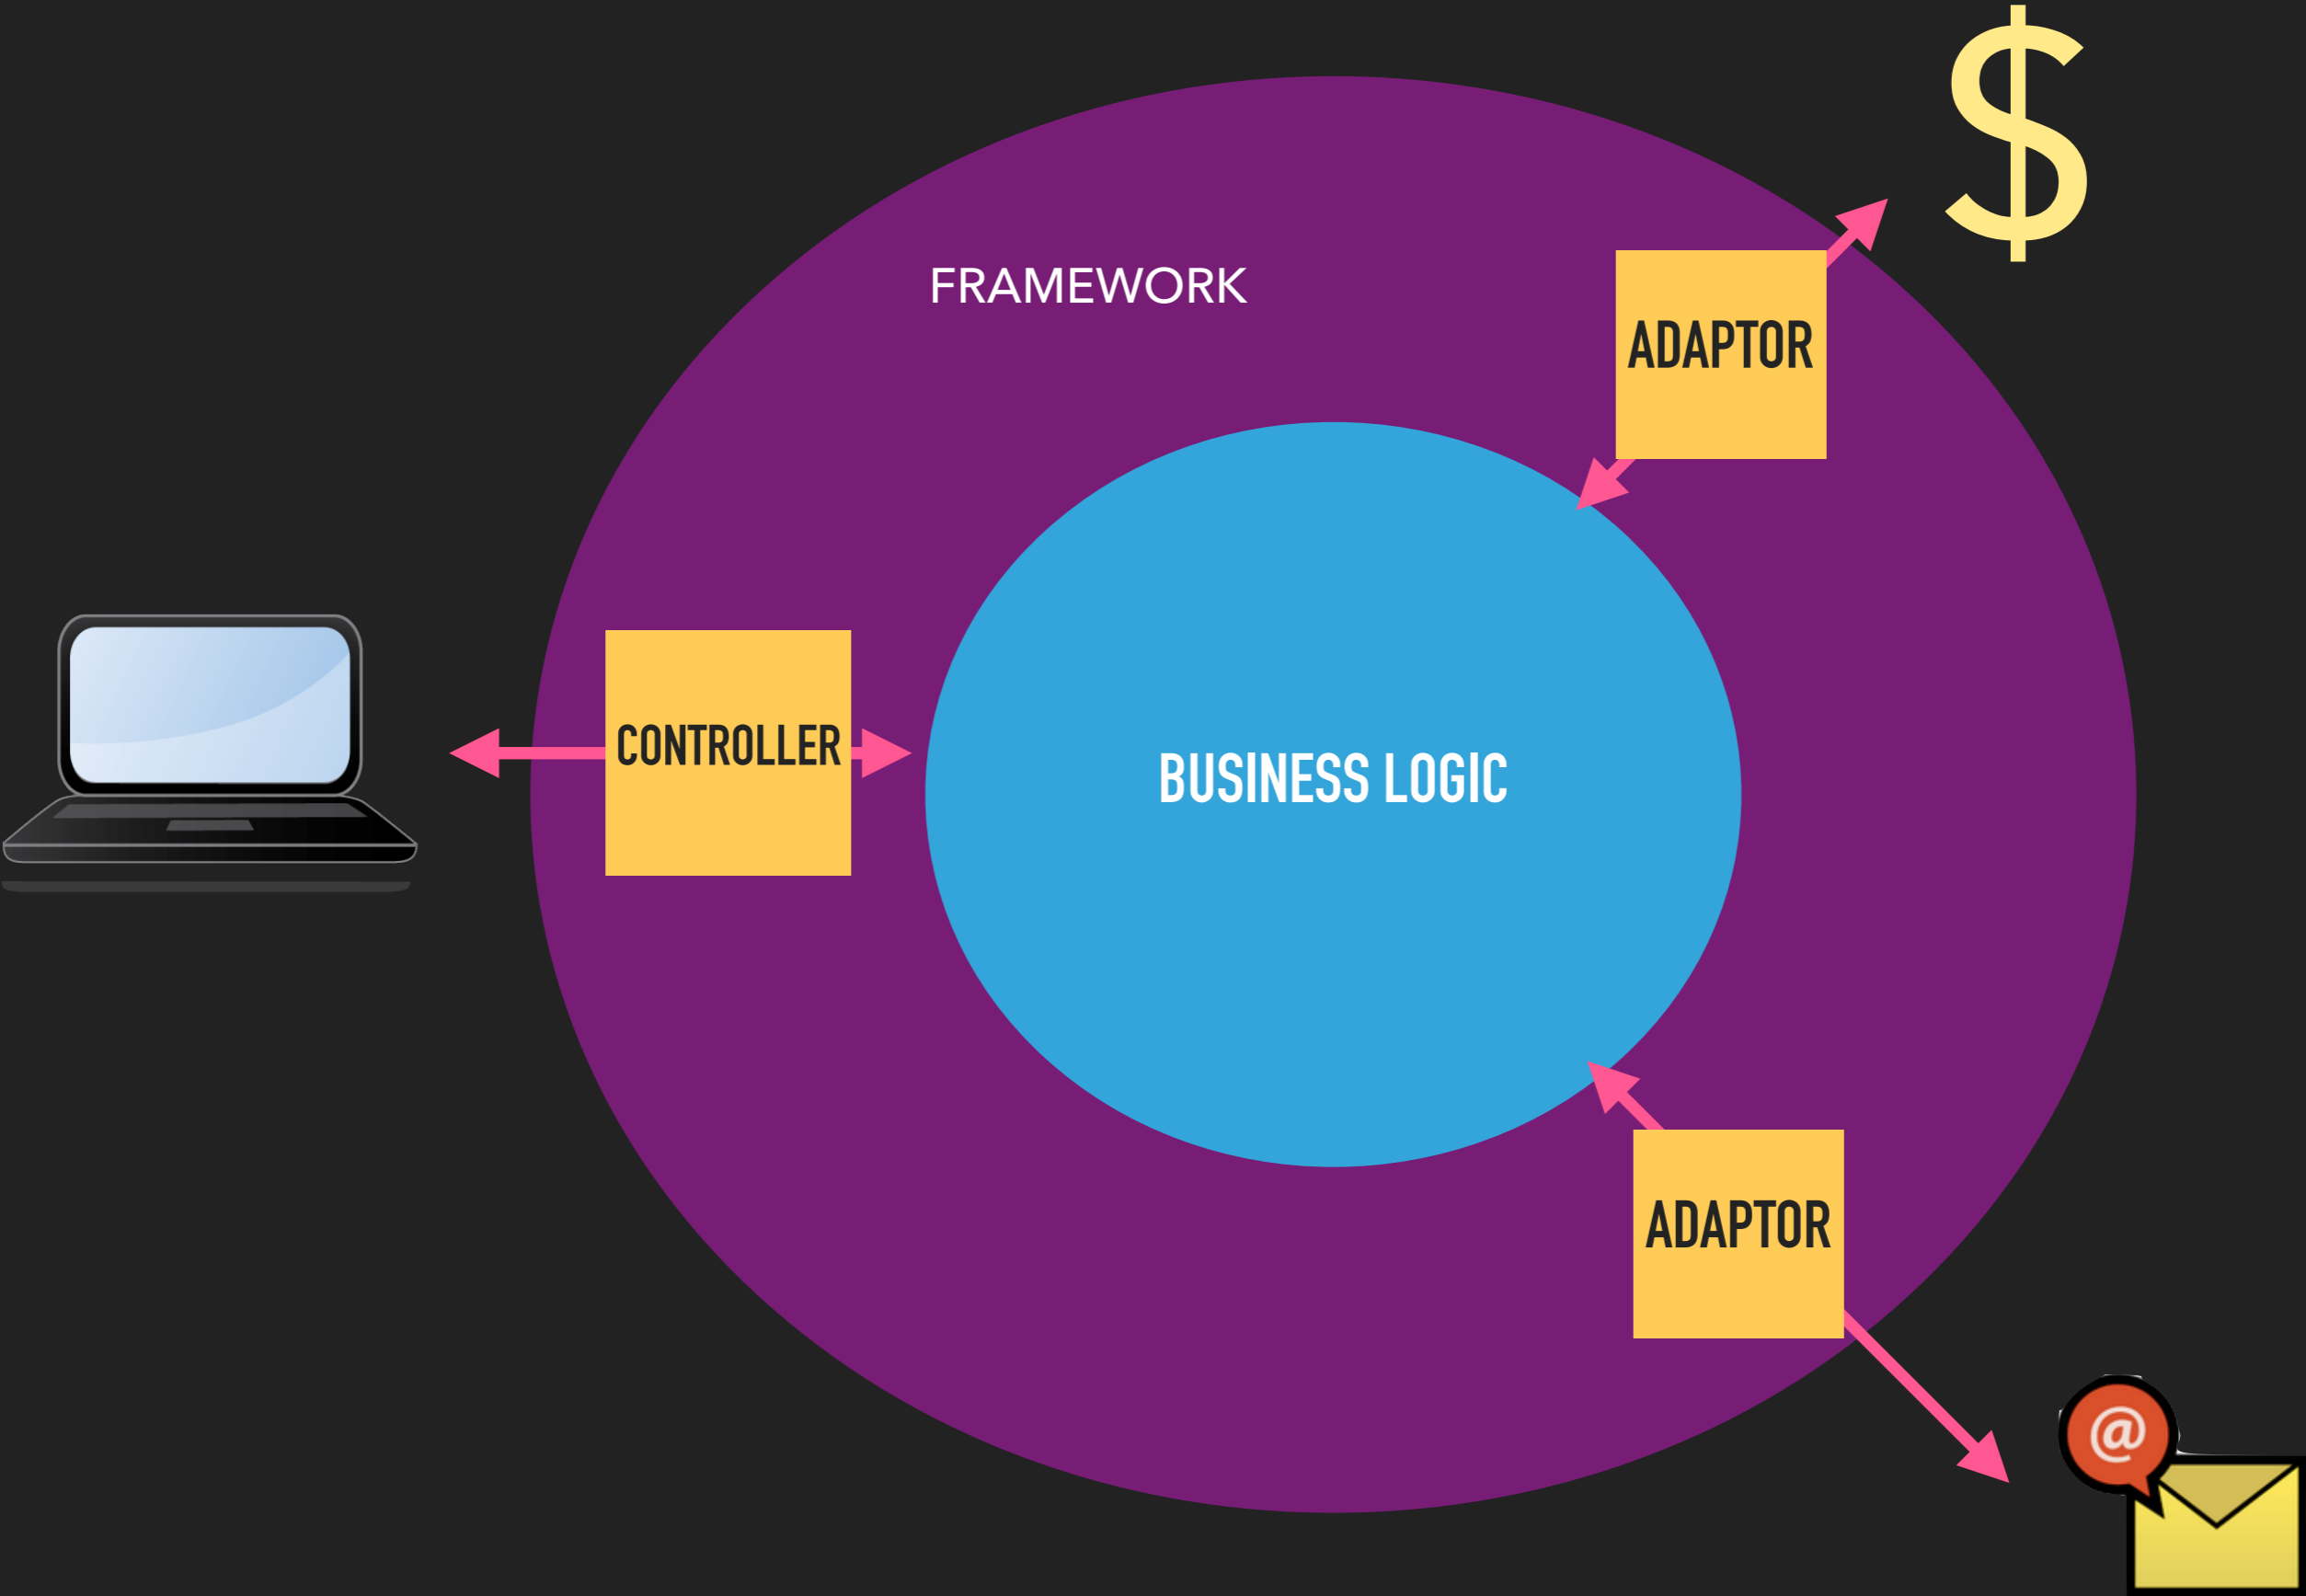 $
FRAMEWORK
ADAPTOR
CONTROLLER
BUSINESS LOGIC
ADAPTOR
@